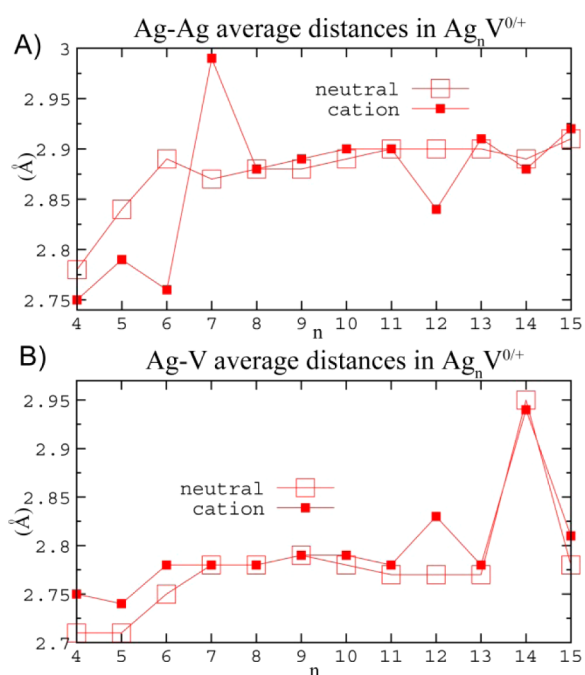 A)
Ag-Ag average distances in AgₙV⁰ᐟ⁺
3
2.95
2.9
2.85
2.8
2.75
(Å)
neutral
cation
4 5 6 7 8 9 10 11 12 13 14 15
n
B)
Ag-V average distances in AgₙV⁰ᐟ⁺
2.95
2.9
2.85
2.8
2.75
2.7
(Å)
neutral
cation
4 5 6 7 8 9 10 11 12 13 14 15
n